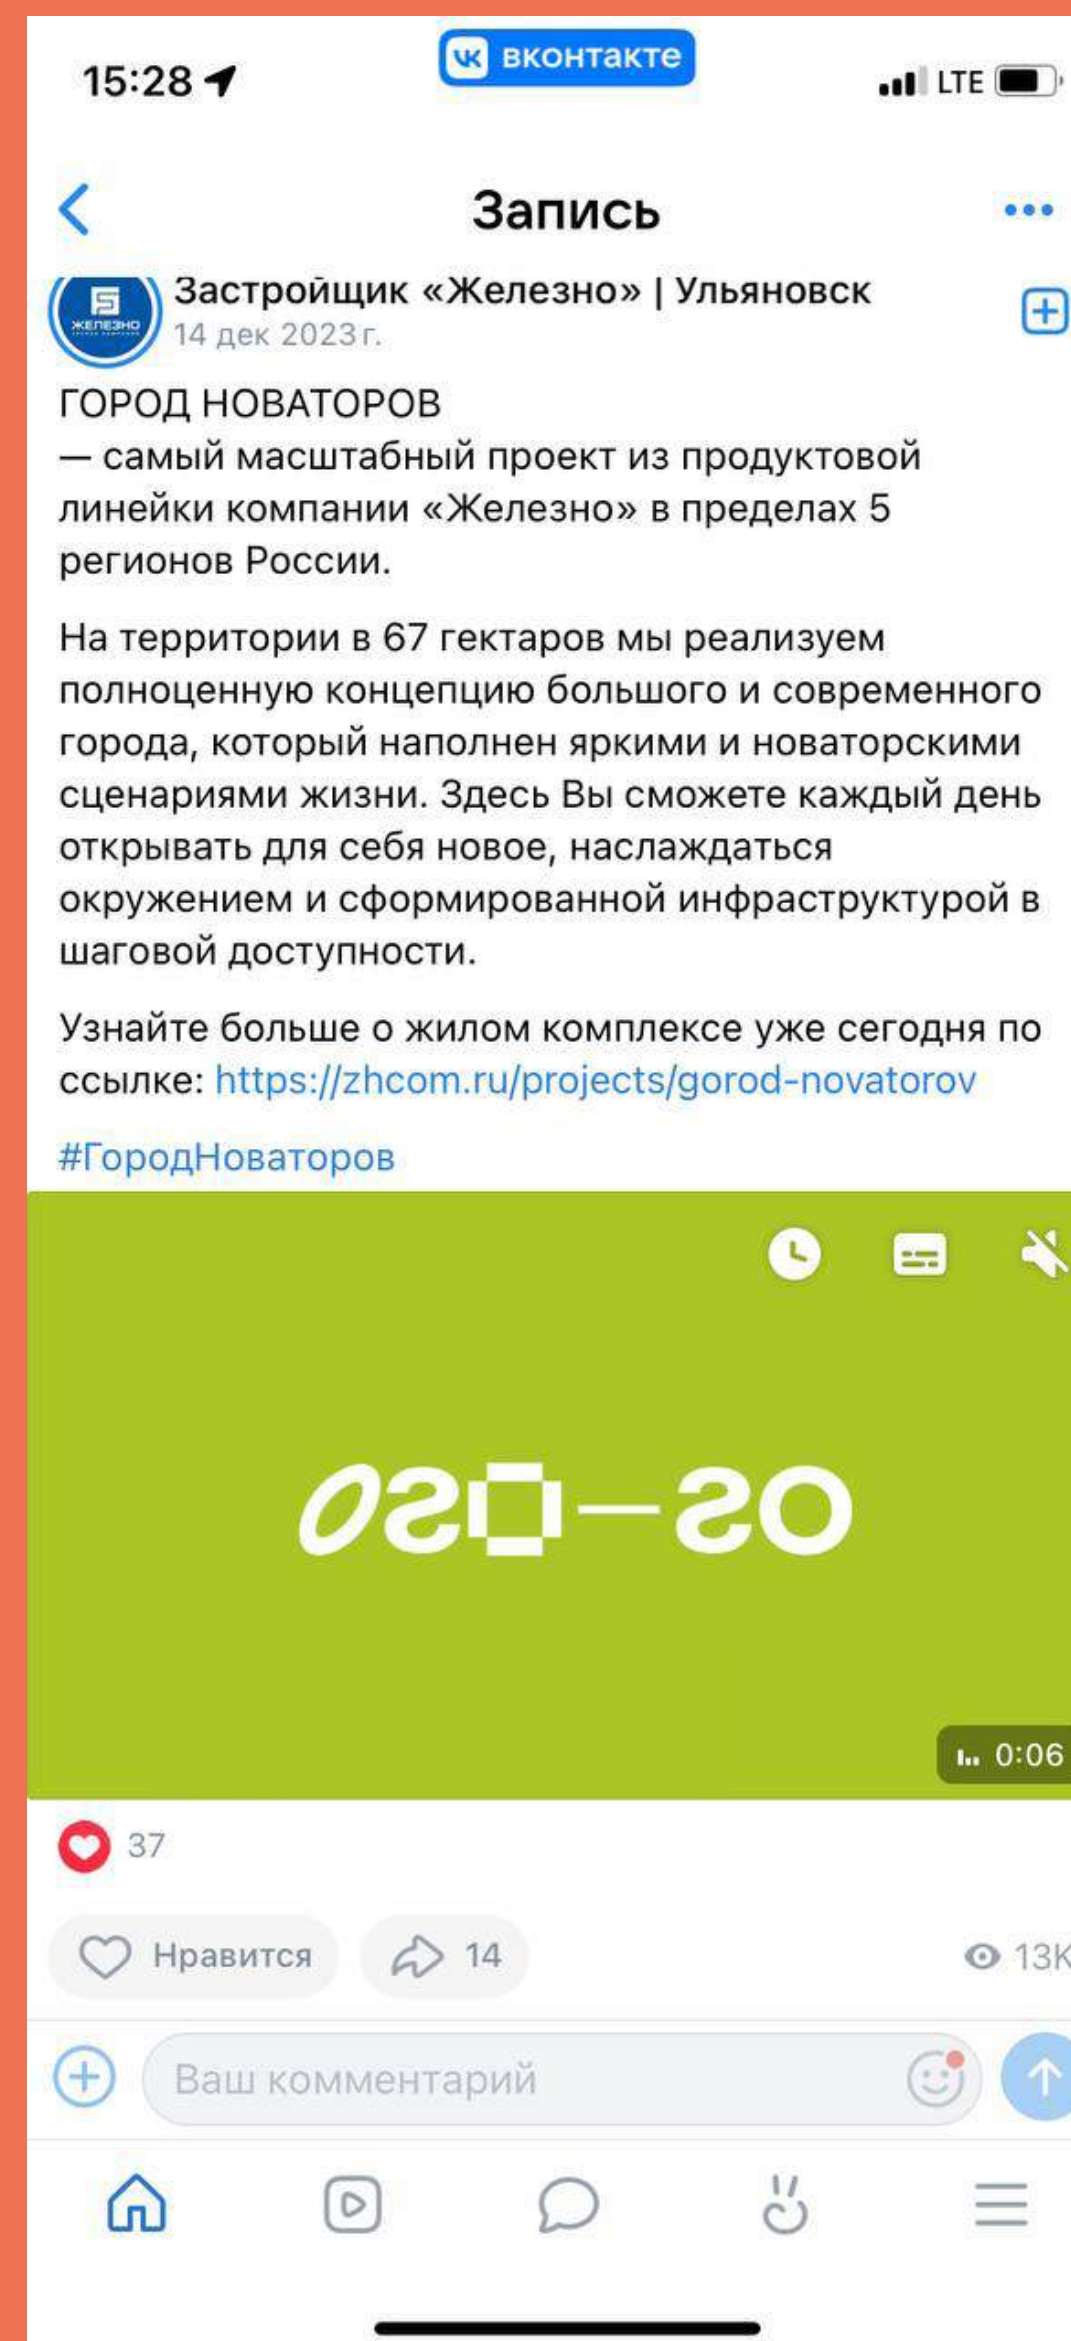 15:28
вконтакте
LTE
Запись
ЖЕЛЕЗНО
Застройщик «Железно» | Ульяновск
14 дек 2023 г.
ГОРОД НОВАТОРОВ
— самый масштабный проект из продуктовой
линейки компании «Железно» в пределах 5
регионов России.
На территории в 67 гектаров мы реализуем
полноценную концепцию большого и современного
города, который наполнен яркими и новаторскими
сценариями жизни. Здесь Вы сможете каждый день
открывать для себя новое, наслаждаться
окружением и сформированной инфраструктурой в
шаговой доступности.
Узнайте больше о жилом комплексе уже сегодня по
ссылке: https://zhcom.ru/projects/gorod-novatorov
#ГородНоваторов
0:06
37
Нравится
14
13K
Ваш комментарий